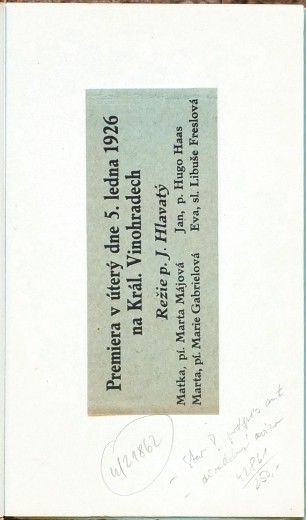 Premiera v úterý dne 5. ledna 1926
na Král. Vinohradech
Režie p. J. Hlavatý
Matka, pí. Marta Májová Jan, p. Hugo Haas
Marta, pí. Marie Gabrielová Eva, sl. Libuše Freslová
4/21862